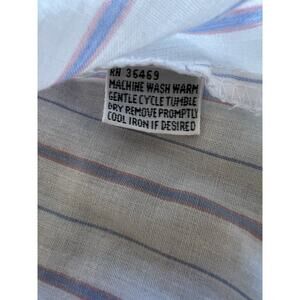 RN 36469
MACHINE WASH WARM
GENTLE CYCLE TUMBLE
DRY REMOVE PROMPTLY
COOL IRON IF DESIRED